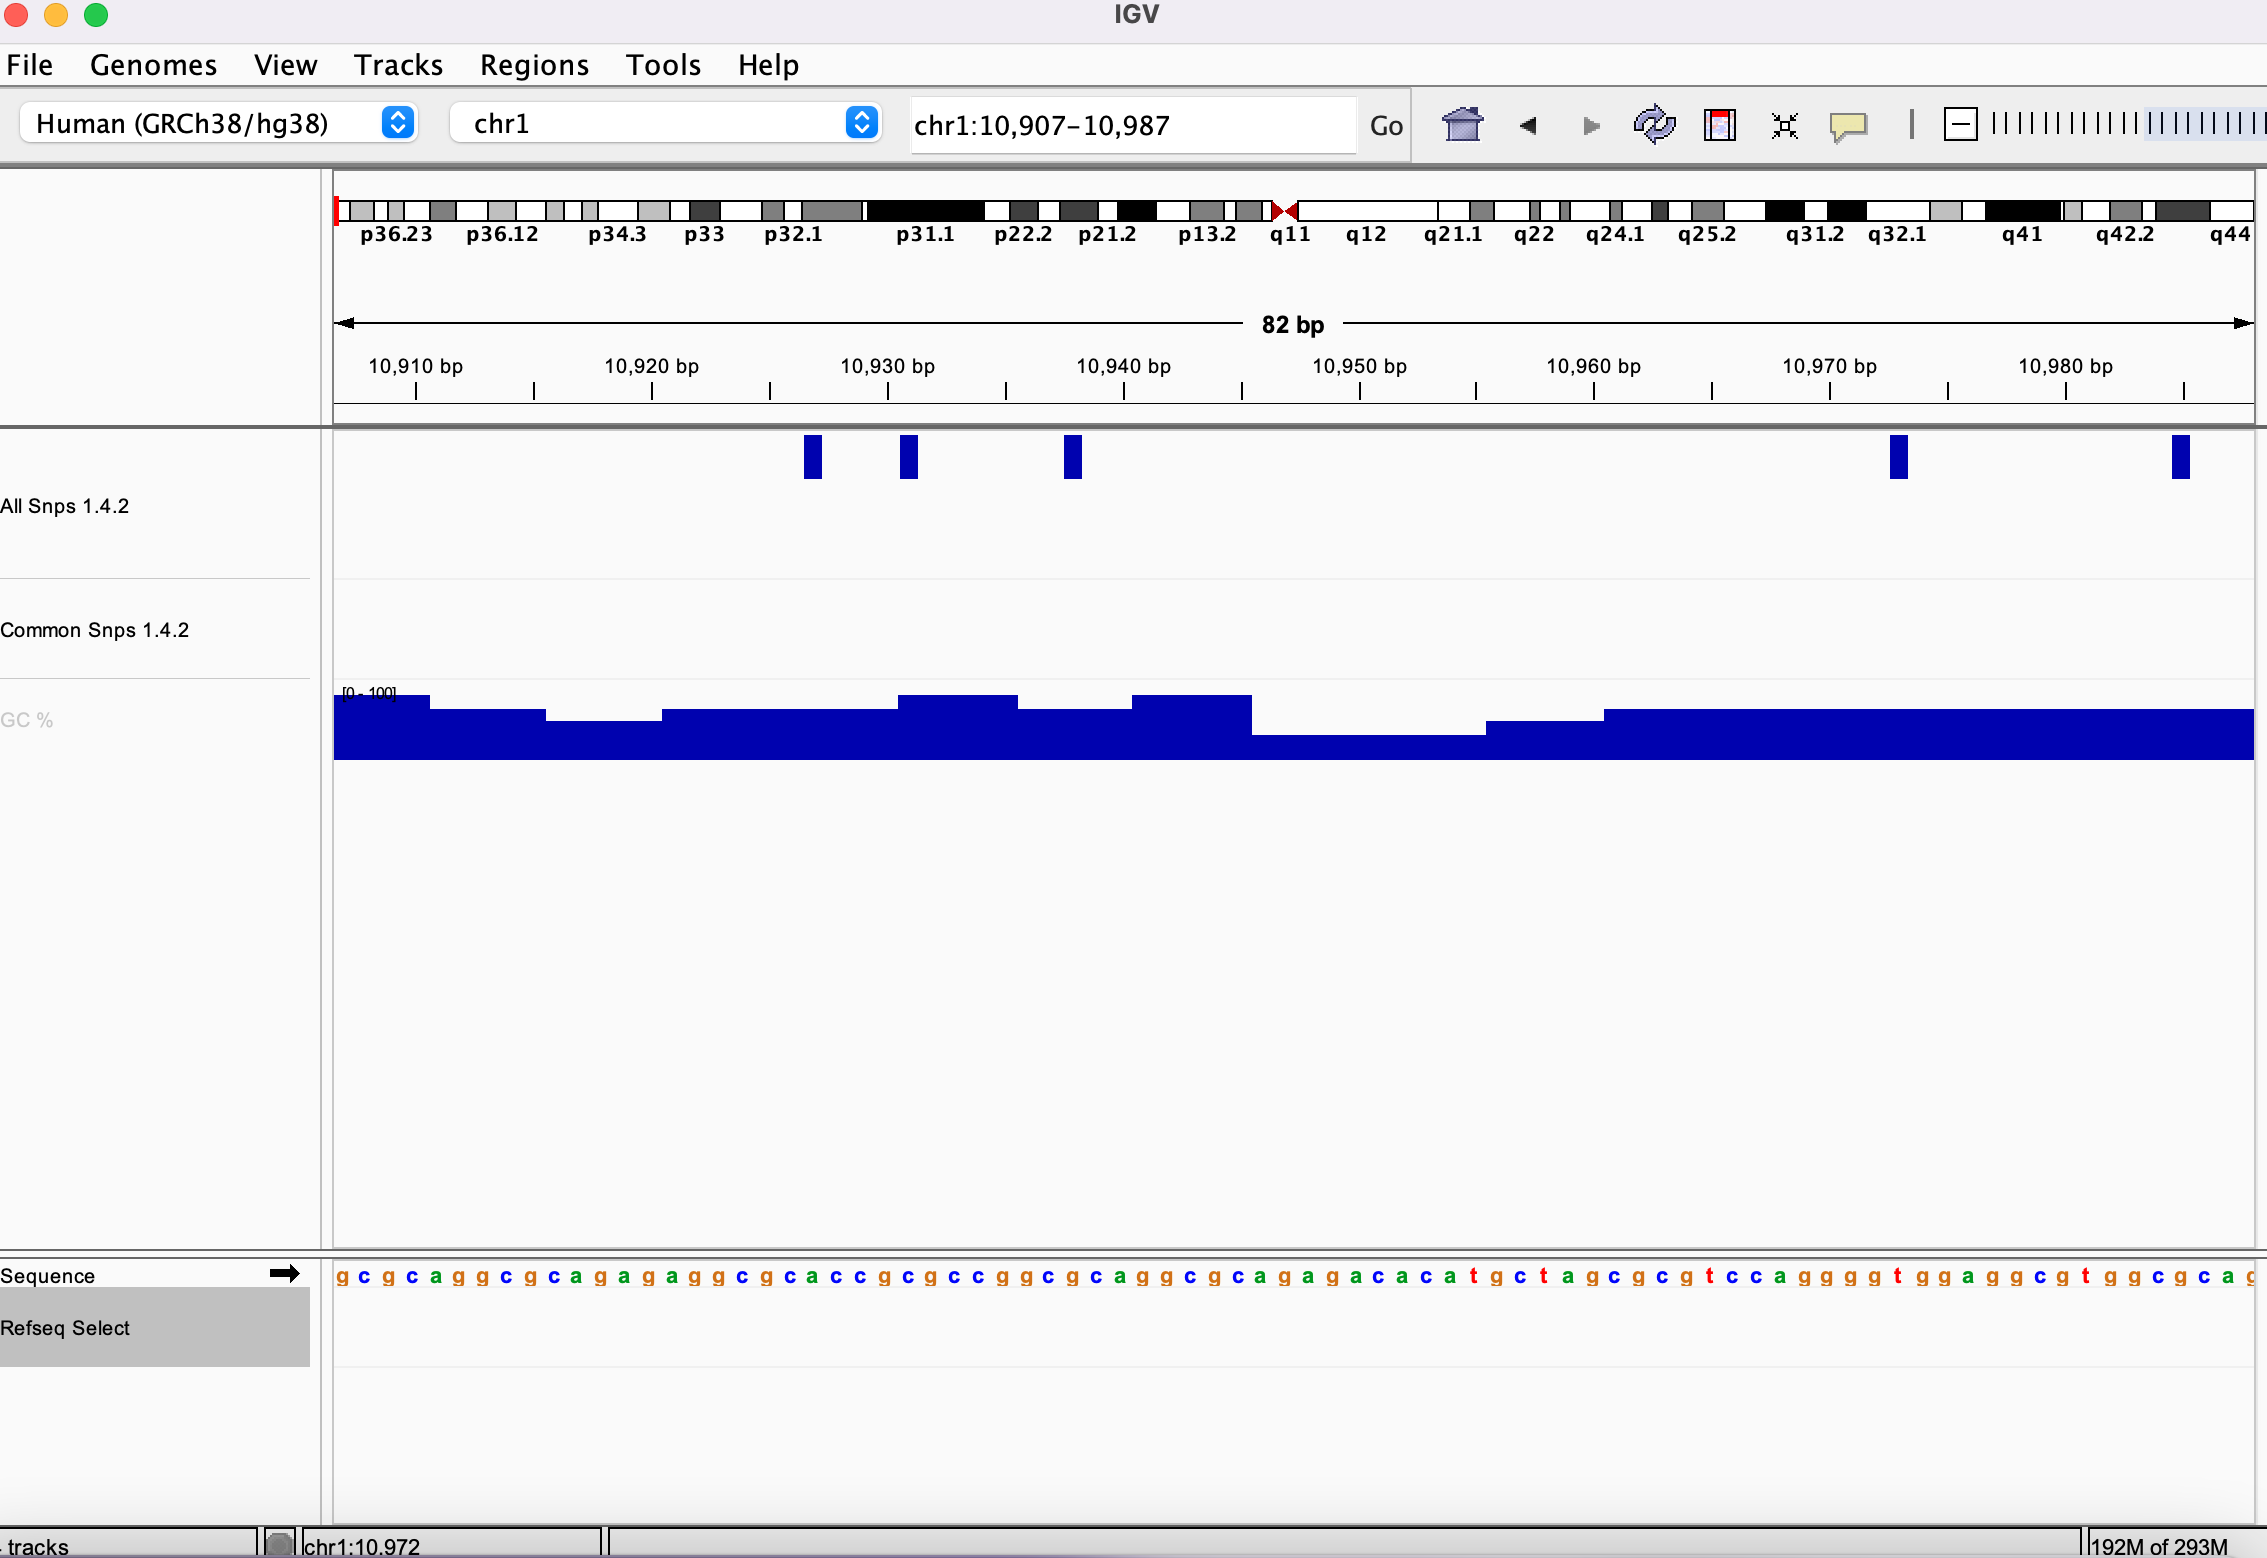 IGV
File Genomes View Tracks Regions Tools Help
Human (GRCh38/hg38) chr1 chr1:10,907-10,987 Go
p36.23 p36.12 p34.3 p33 p32.1 p31.1 p22.2 p21.2 p13.2 q11 q12 q21.1 q22 q24.1 q25.2 q31.2 q32.1 q41 q42.2 q44
82 bp
10,910 bp 10,920 bp 10,930 bp 10,940 bp 10,950 bp 10,960 bp 10,970 bp 10,980 bp
All Snps 1.4.2
Common Snps 1.4.2
[0 - 100]
GC %
Sequence g c g c a g g c g c a g a g a g g c g c a c c g c g c c g g c g c a g g c g c a g a g a c a c a t g c t a g c g c g t c c a g g g g t g g a g g c g t g g c g c a g
Refseq Select
tracks chr1:10,972 192M of 293M